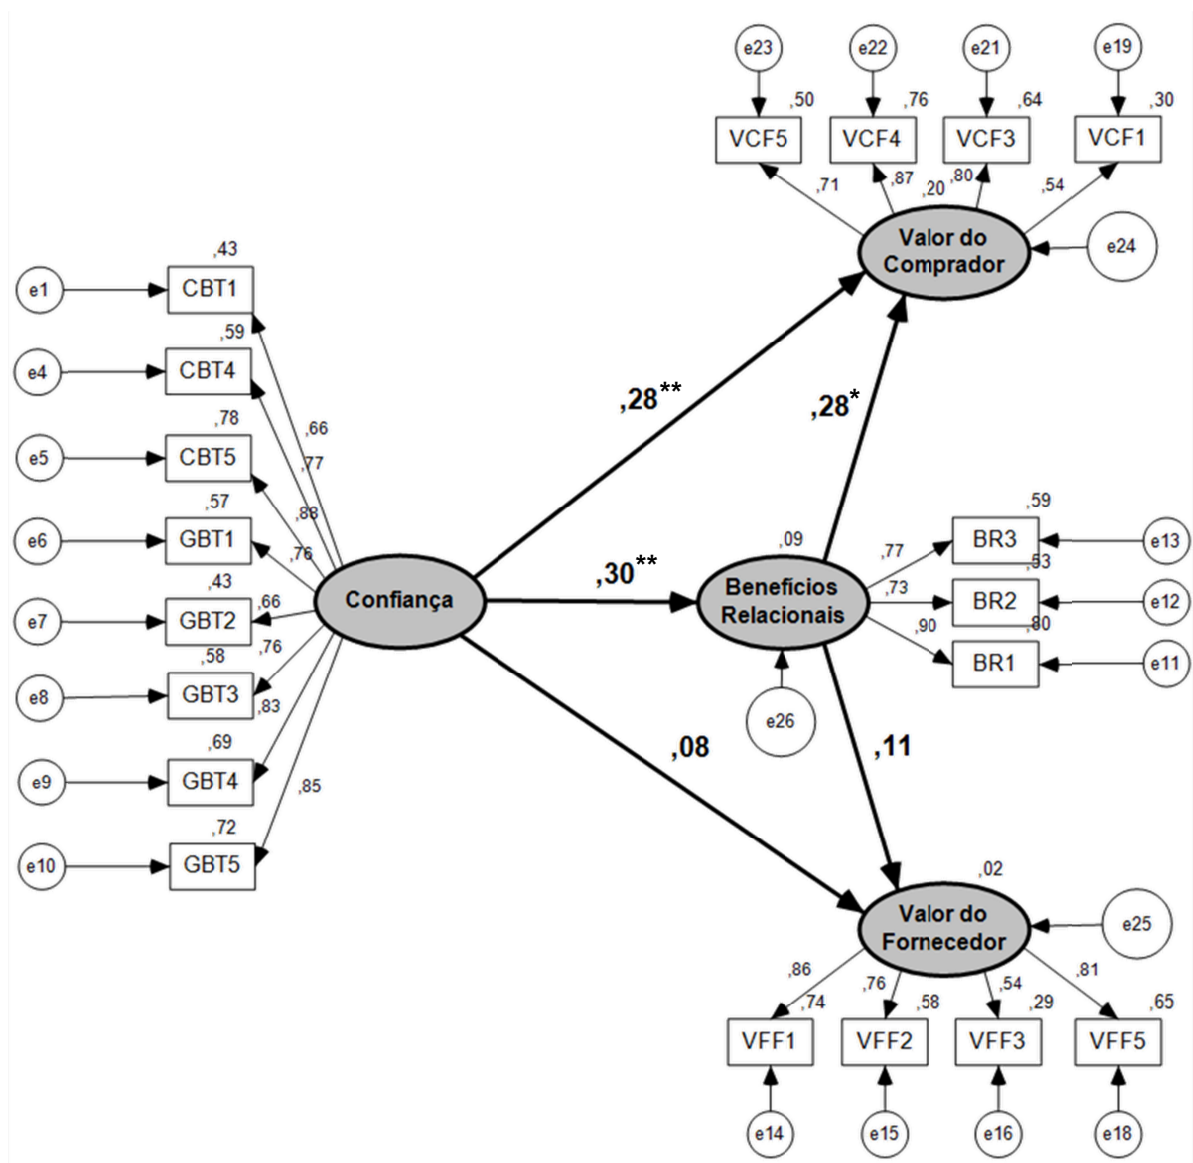 e23
e22
e21
e19
,50
,76
,64
,30
VCF5
VCF4
VCF3
VCF1
,71
,87
,20
,80
,54
Valor do
Comprador
e24
,43
e1
CBT1
,59
e4
CBT4
,78
e5
CBT5
,57
e6
GBT1
,43
e7
GBT2
,58
e8
GBT3
,69
e9
GBT4
,72
e10
GBT5
,66
,77
,88
,76
,66
,76
,83
,85
Confiança
,28**
,28*
,30**
,08
,11
,09
Benefícios
Relacionais
e26
,77
,73
,90
,59
BR3
e13
,53
BR2
e12
,80
BR1
e11
,02
Valor do
Fornecedor
e25
,86
,76
,54
,81
,74
,58
,29
,65
VFF1
VFF2
VFF3
VFF5
e14
e15
e16
e18